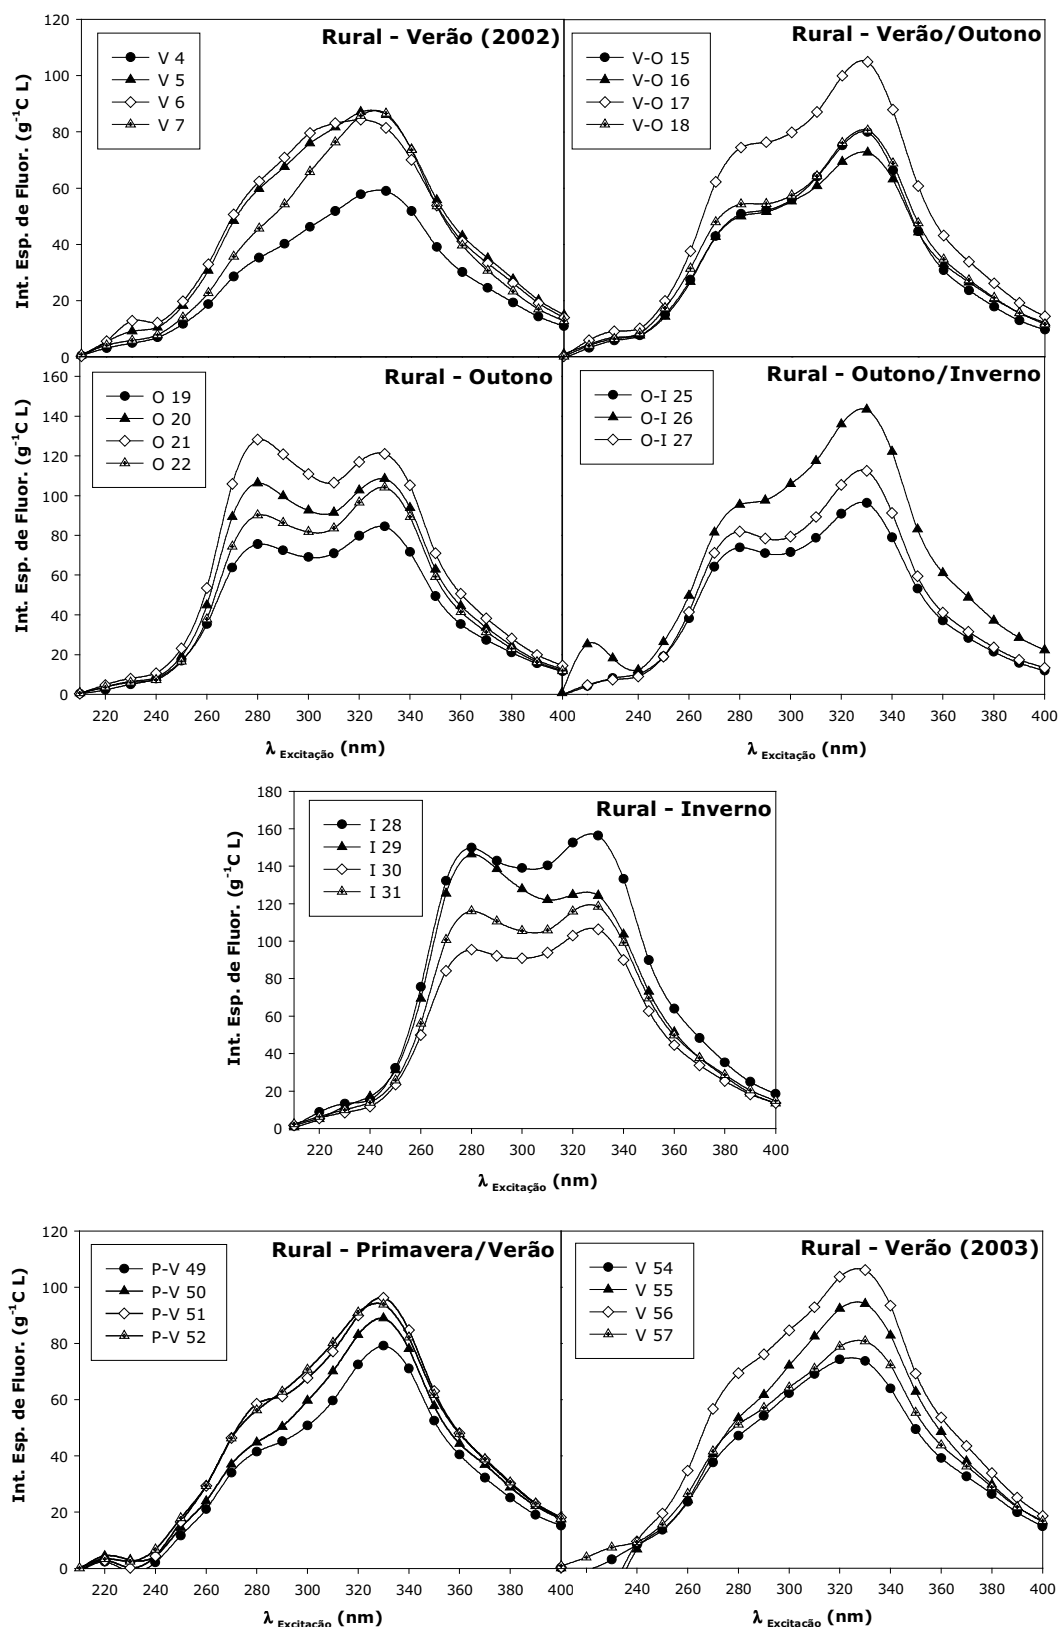 Rural - Verão (2002)
V 4
V 5
V 6
V 7
Int. Esp. de Fluor. (g⁻¹C L)
120
100
80
60
40
20
0
Rural - Verão/Outono
V-O 15
V-O 16
V-O 17
V-O 18
Rural - Outono
O 19
O 20
O 21
O 22
Int. Esp. de Fluor. (g⁻¹C L)
160
140
120
100
80
60
40
20
0
220 240 260 280 300 320 340 360 380 400
λ Excitação (nm)
Rural - Outono/Inverno
O-I 25
O-I 26
O-I 27
220 240 260 280 300 320 340 360 380 400
λ Excitação (nm)
Rural - Inverno
I 28
I 29
I 30
I 31
Int. Esp. de Fluor. (g⁻¹C L)
180
160
140
120
100
80
60
40
20
0
220 240 260 280 300 320 340 360 380 400
λ Excitação (nm)
Rural - Primavera/Verão
P-V 49
P-V 50
P-V 51
P-V 52
Int. Esp. de Fluor. (g⁻¹C L)
120
100
80
60
40
20
0
220 240 260 280 300 320 340 360 380 400
λ Excitação (nm)
Rural - Verão (2003)
V 54
V 55
V 56
V 57
220 240 260 280 300 320 340 360 380 400
λ Excitação (nm)